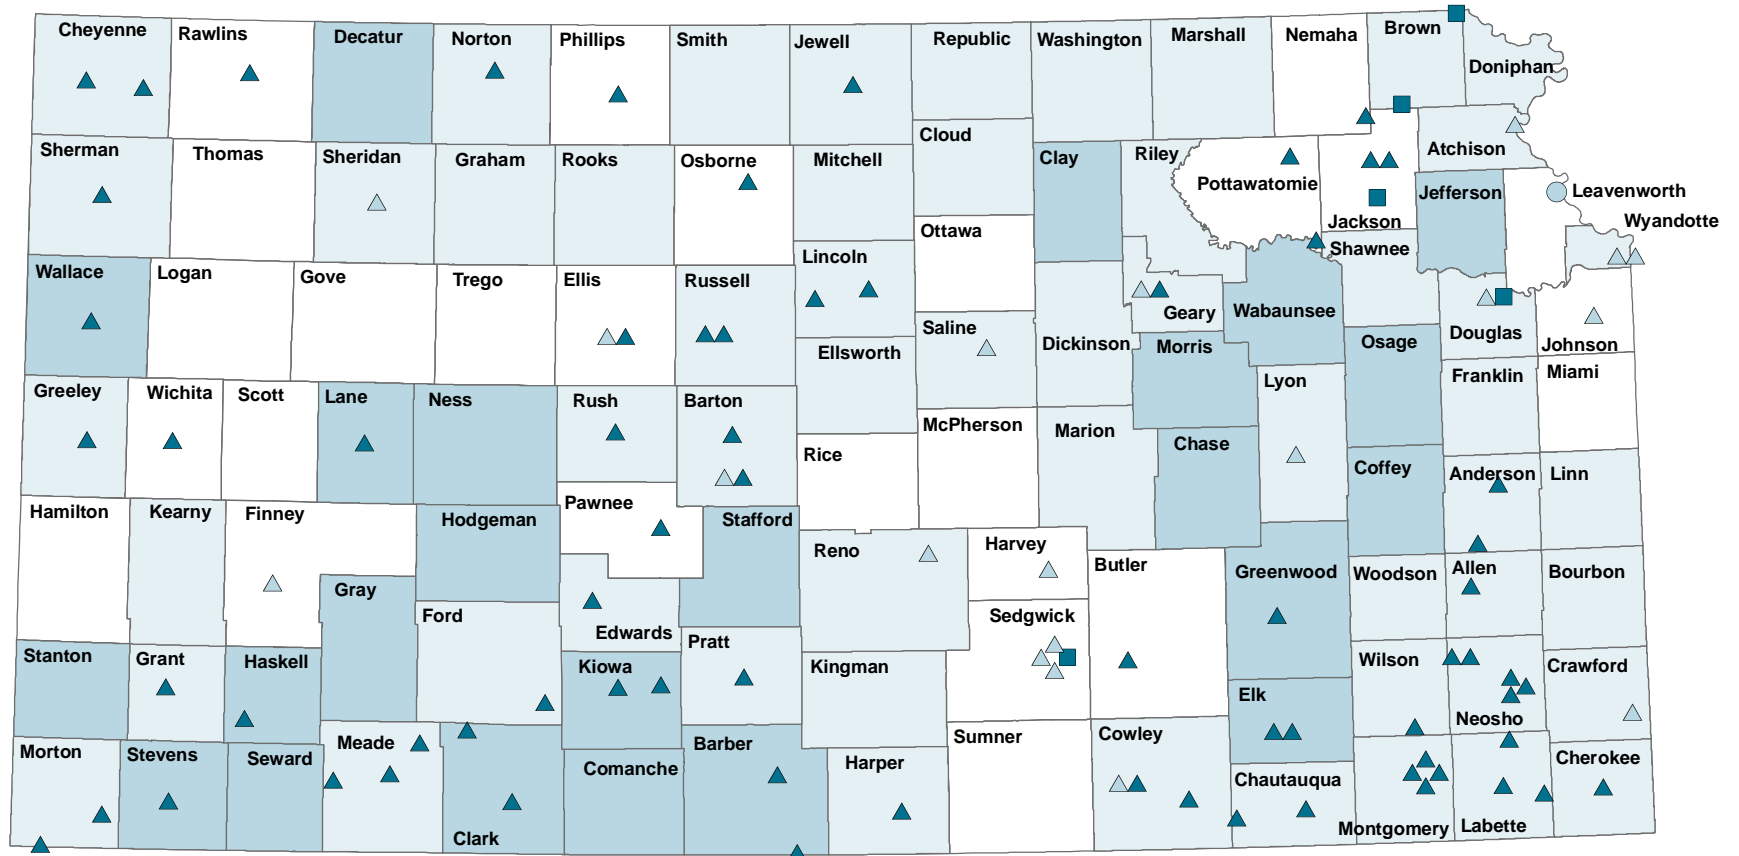 Cheyenne
Rawlins
Decatur
Norton
Phillips
Smith
Jewell
Republic
Washington
Marshall
Nemaha
Brown
Doniphan
Sherman
Thomas
Sheridan
Graham
Rooks
Osborne
Mitchell
Cloud
Clay
Riley
Pottawatomie
Jackson
Atchison
Jefferson
Leavenworth
Wyandotte
Wallace
Logan
Gove
Trego
Ellis
Russell
Lincoln
Ottawa
Saline
Dickinson
Geary
Wabaunsee
Shawnee
Douglas
Johnson
Greeley
Wichita
Scott
Lane
Ness
Rush
Barton
Ellsworth
Rice
McPherson
Marion
Morris
Chase
Lyon
Osage
Franklin
Miami
Coffey
Anderson
Linn
Hamilton
Kearny
Finney
Hodgeman
Pawnee
Stafford
Reno
Harvey
Butler
Greenwood
Woodson
Allen
Bourbon
Gray
Ford
Edwards
Pratt
Kingman
Sedgwick
Stanton
Grant
Haskell
Kiowa
Elk
Wilson
Neosho
Crawford
Morton
Stevens
Seward
Meade
Clark
Comanche
Barber
Harper
Sumner
Cowley
Chautauqua
Montgomery
Labette
Cherokee